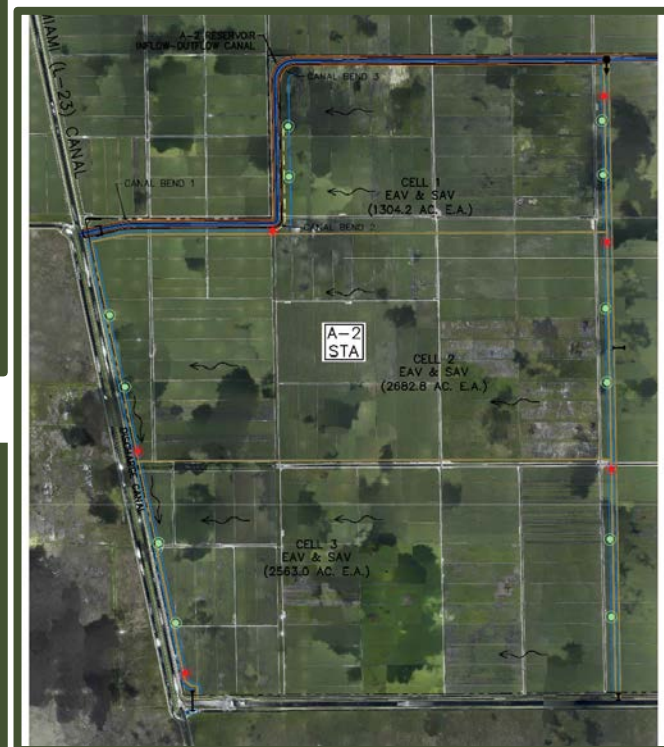 MIAMI (L-23) CANAL
A-2 RESERVOIR
INFLOW-OUTFLOW CANAL
CANAL BEND 3
CANAL BEND 1
CELL 1
EAV & SAV
(1304.2 AC. E.A.)
CANAL BEND 2
A-2
STA
CELL 2
EAV & SAV
(2682.8 AC. E.A.)
DISCHARGE CANAL
CELL 3
EAV & SAV
(2563.0 AC. E.A.)